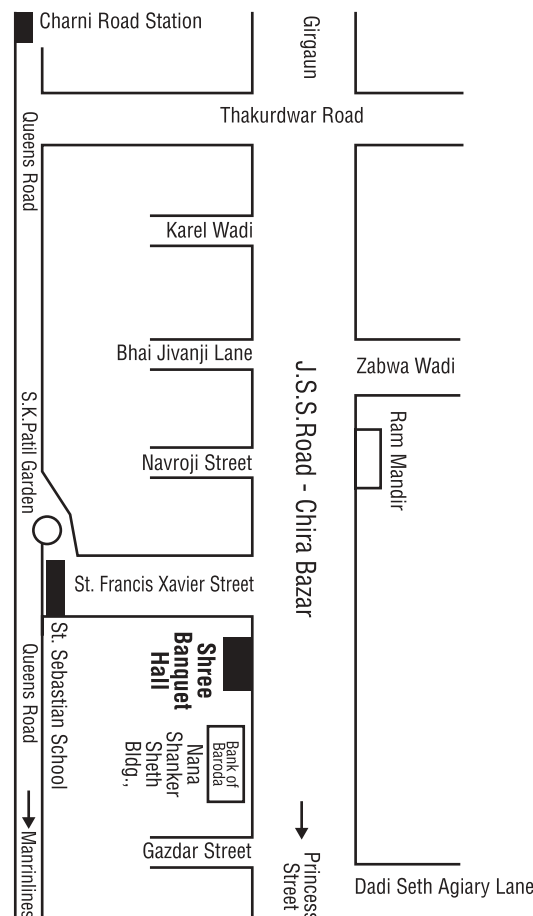 Charni Road Station
Girgaun
Thakurdwar Road
Queens Road
Karel Wadi
Bhai Jivanji Lane
Zabwa Wadi
J.S.S.Road - Chira Bazar
S.K.Patil Garden
Ram Mandir
Navroji Street
St. Francis Xavier Street
St. Sebastian School
Queens Road
Shree
Banquet
Hall
Bank of
Baroda
Nana
Shanker
Sheth
Bldg.,
Gazdar Street
Manrinlines
Princess
Street
Dadi Seth Agiary Lane